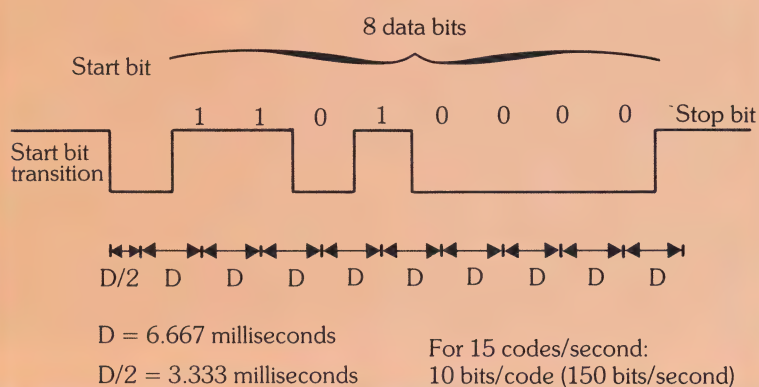 8 data bits
Start bit
1 1 0 1 0 0 0 0 Stop bit
Start bit
transition
D/2 D D D D D D D D D
D = 6.667 milliseconds
D/2 = 3.333 milliseconds
For 15 codes/second:
10 bits/code (150 bits/second)